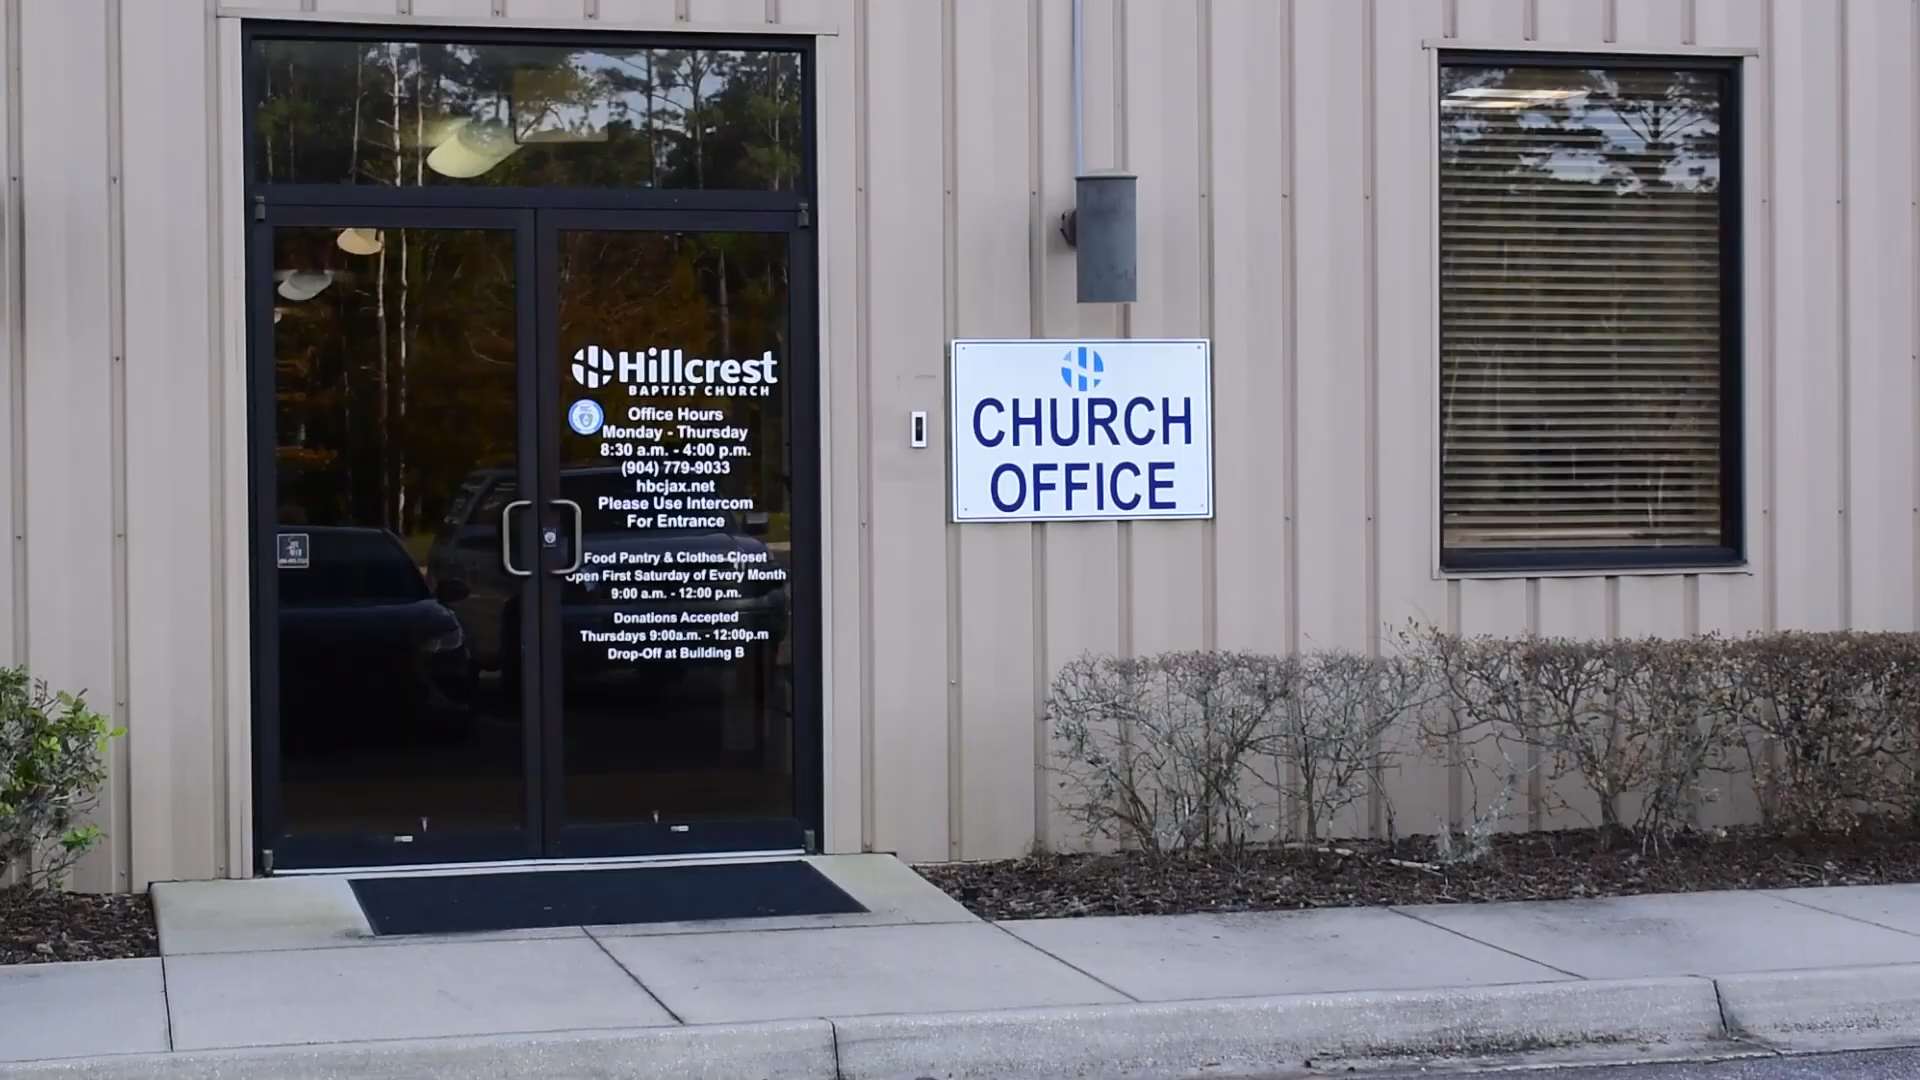 Hillcrest
BAPTIST CHURCH
Office Hours
Monday - Thursday
8:30 a.m. - 4:00 p.m.
(904) 779-9033
hbcjax.net
Please Use Intercom
For Entrance
Food Pantry & Clothes Closet
Open First Saturday of Every Month
9:00 a.m. - 12:00 p.m.
Donations Accepted
Thursdays 9:00a.m. - 12:00p.m
Drop-Off at Building B
CHURCH
OFFICE